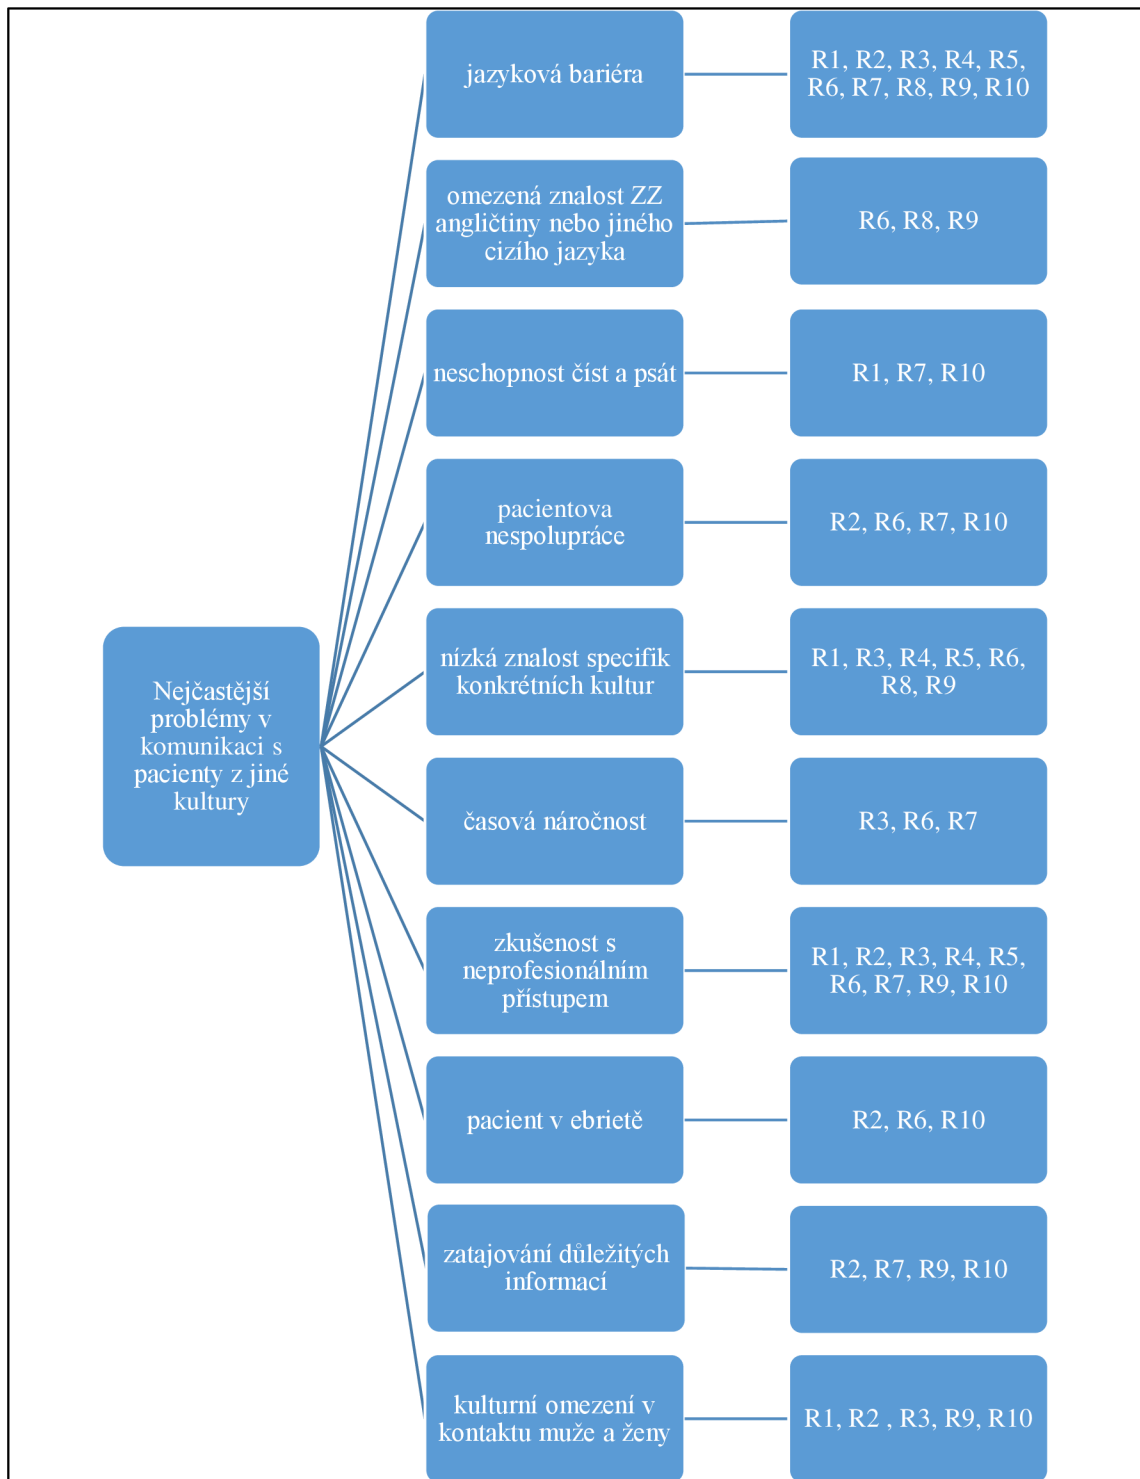 Nejčastější
problémy v
komunikaci s
pacienty z jiné
kultury
jazyková bariéra
R1, R2, R3, R4, R5,
R6, R7, R8, R9, R10
omezená znalost ZZ
angličtiny nebo jiného
cizího jazyka
R6, R8, R9
neschopnost číst a psát
R1, R7, R10
pacientova
nespolupráce
R2, R6, R7, R10
nízká znalost specifik
konkrétních kultur
R1, R3, R4, R5, R6,
R8, R9
časová náročnost
R3, R6, R7
zkušenost s
neprofesionálním
přístupem
R1, R2, R3, R4, R5,
R6, R7, R9, R10
pacient v ebrietě
R2, R6, R10
zatajování důležitých
informací
R2, R7, R9, R10
kulturní omezení v
kontaktu muže a ženy
R1, R2 , R3, R9, R10